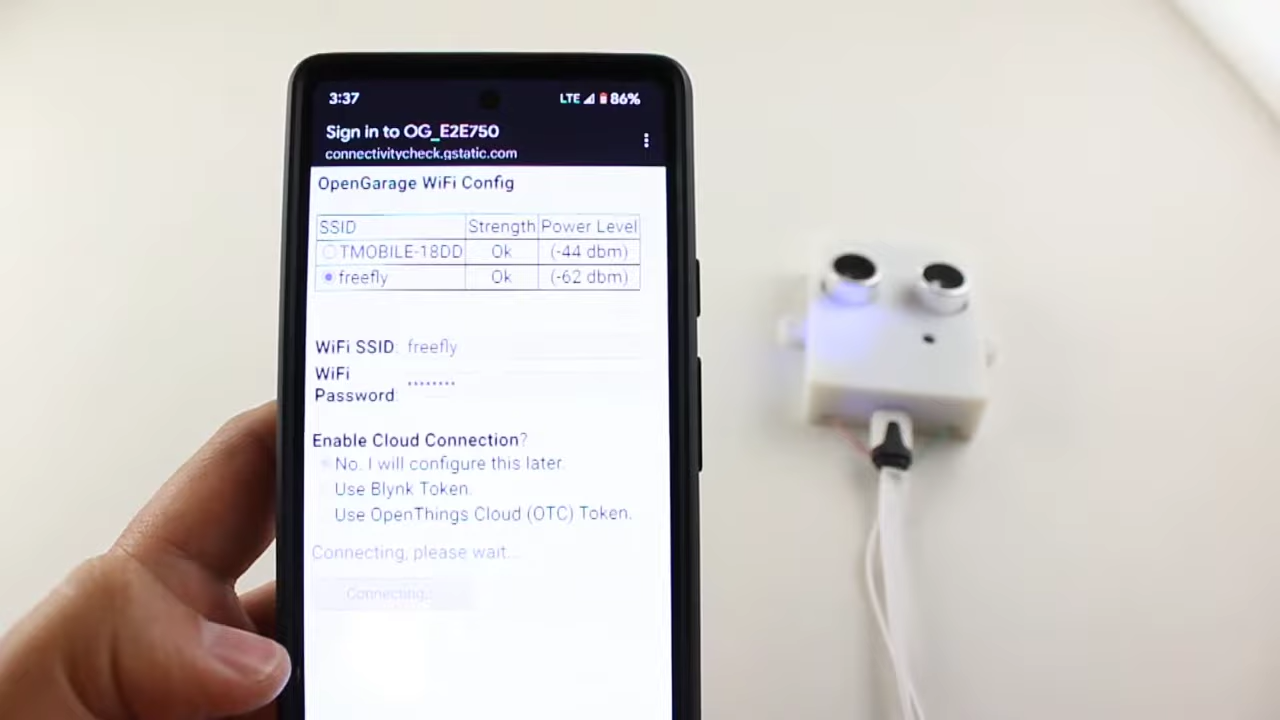 3:37 LTE 86%
Sign in to OG_E2E750
connectivitycheck.gstatic.com
OpenGarage WiFi Config
SSID Strength Power Level
TMOBILE-18DD Ok (-44 dbm)
freefly Ok (-62 dbm)
WiFi SSID: freefly
WiFi
Password: ••••••••
Enable Cloud Connection?
No. I will configure this later.
Use Blynk Token.
Use OpenThings Cloud (OTC) Token.
Connecting, please wait...
Connecting...